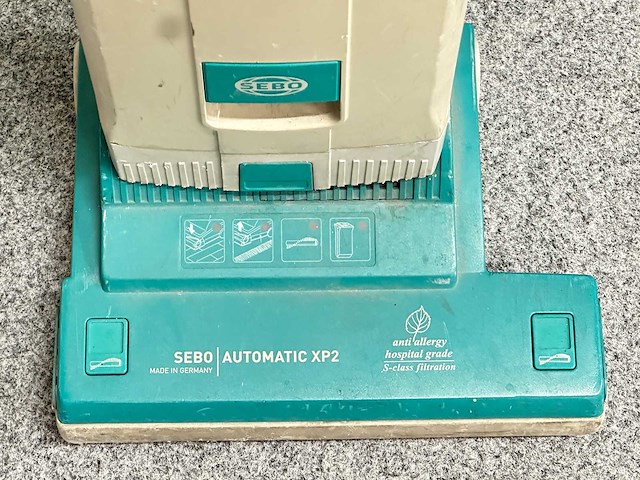 SEBO
SEBO | AUTOMATIC XP2
MADE IN GERMANY
anti allergy
hospital grade
S-class filtration